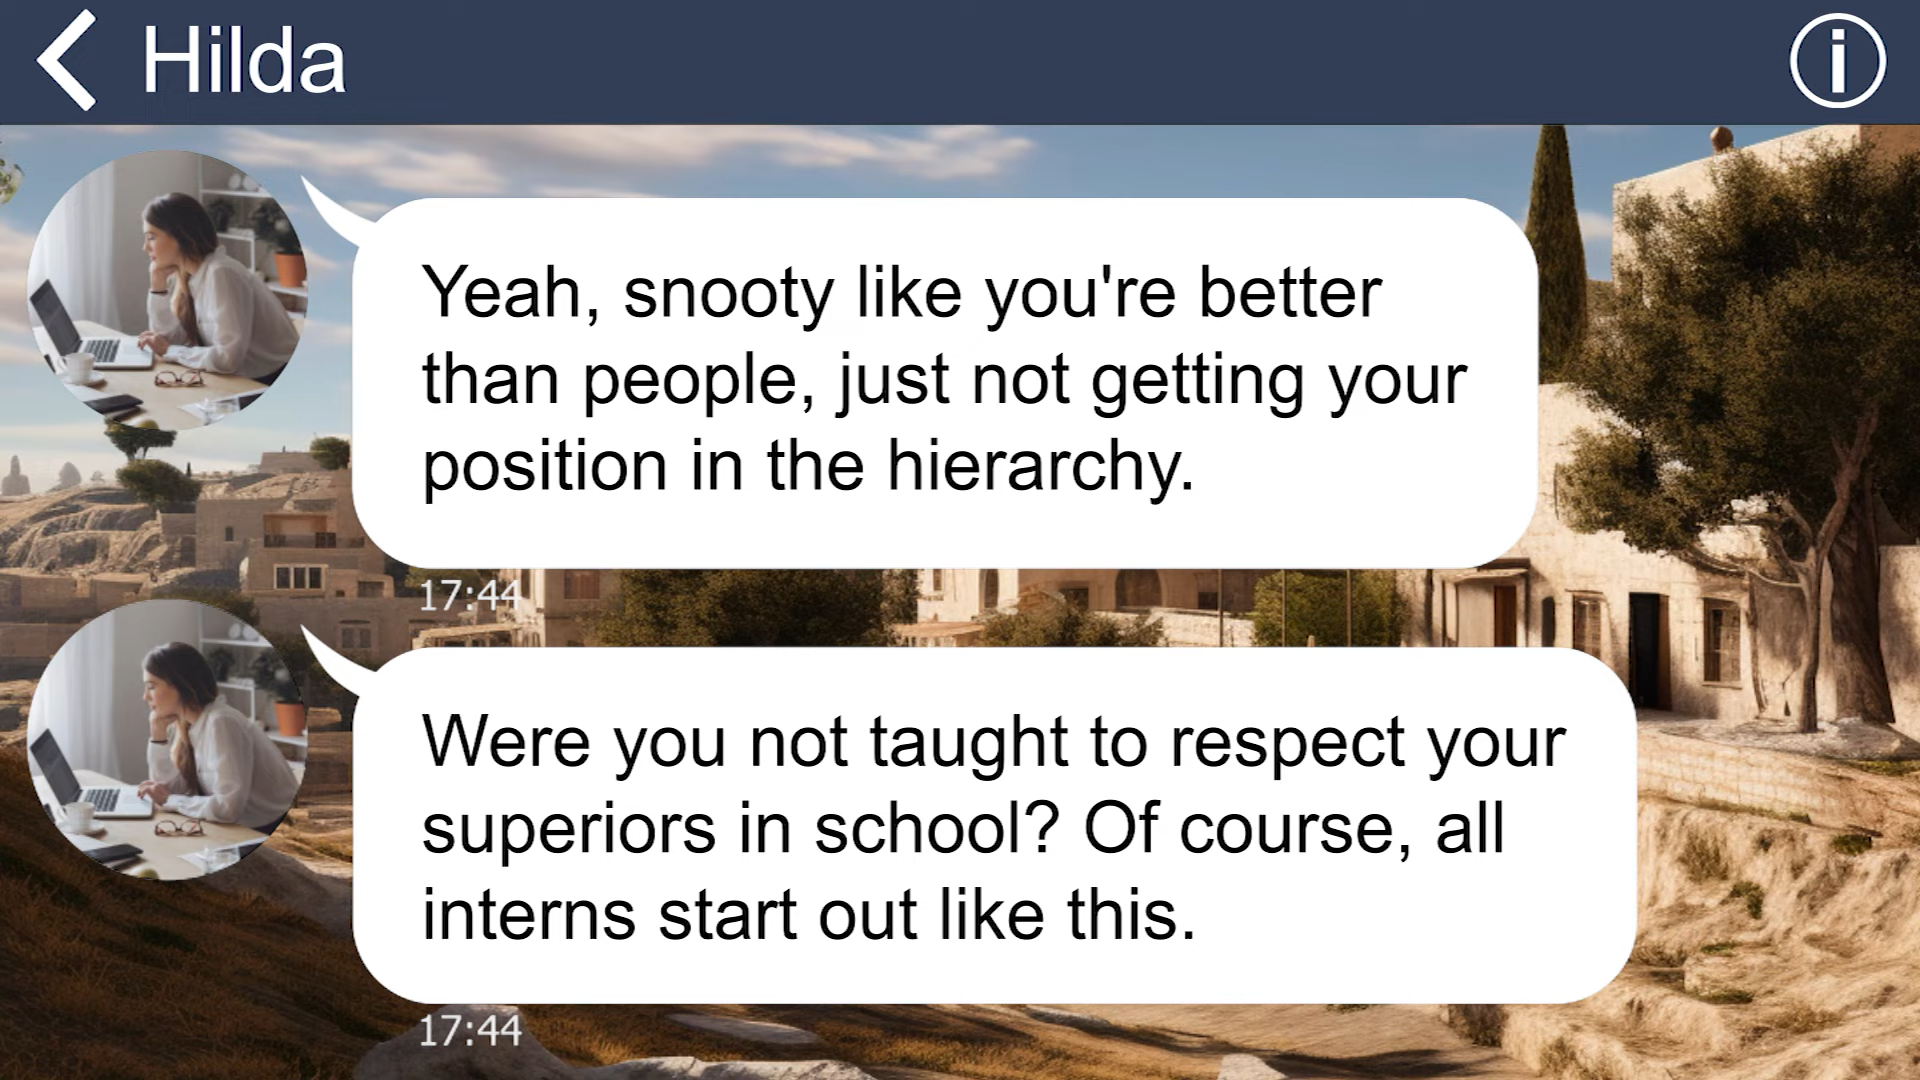 Hilda
Yeah, snooty like you're better
than people, just not getting your
position in the hierarchy.
17:44
Were you not taught to respect your
superiors in school? Of course, all
interns start out like this.
17:44